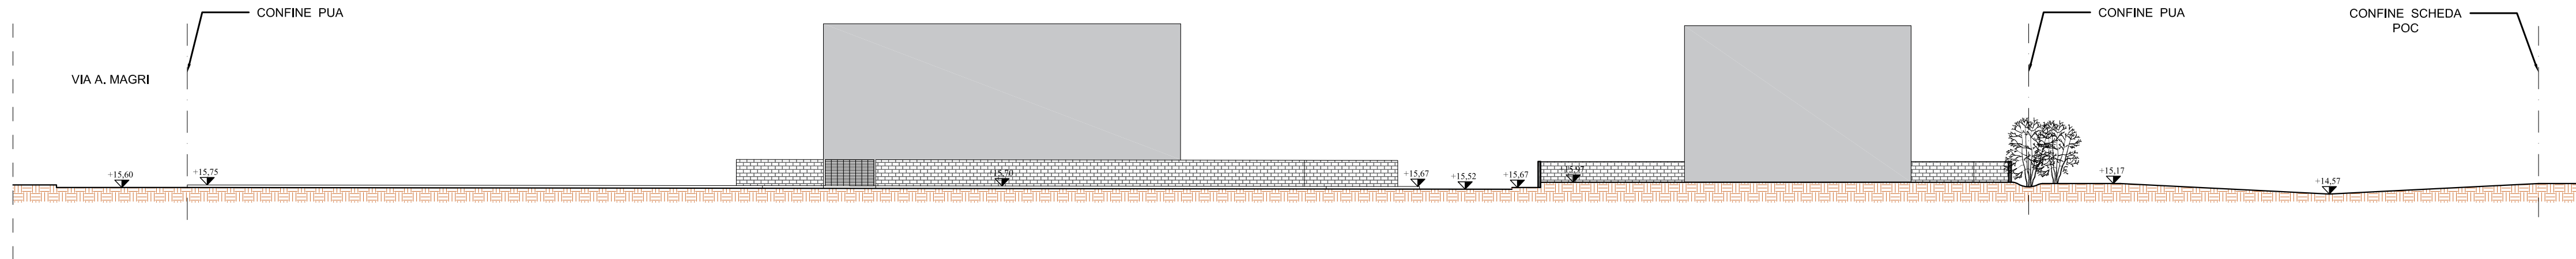 CONFINE PUA
CONFINE PUA
CONFINE SCHEDA
POC
VIA A. MAGRI
+15,60
+15,75
+15,70
+15,67
+15,52
+15,67
+15,17
+14,57